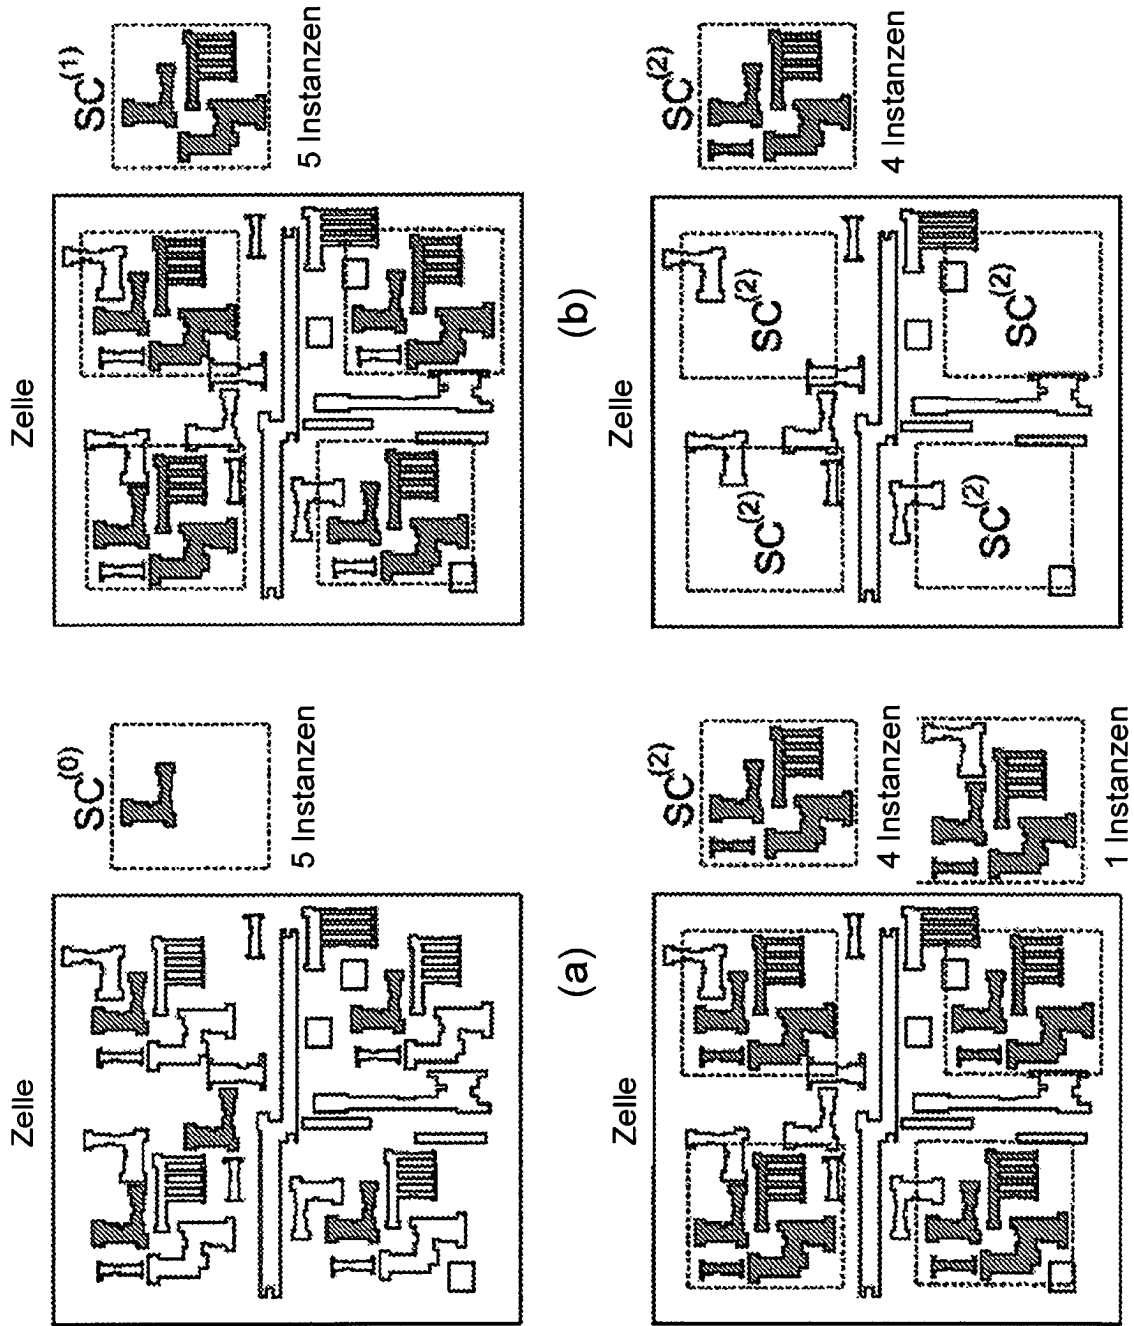 Zelle
SC(0)
5 Instanzen
(a)
Zelle
SC(1)
5 Instanzen
(b)
Zelle
SC(2)
4 Instanzen
1 Instanzen
Zelle
SC(2)
SC(2)
SC(2)
4 Instanzen
SC(2)
SC(2)